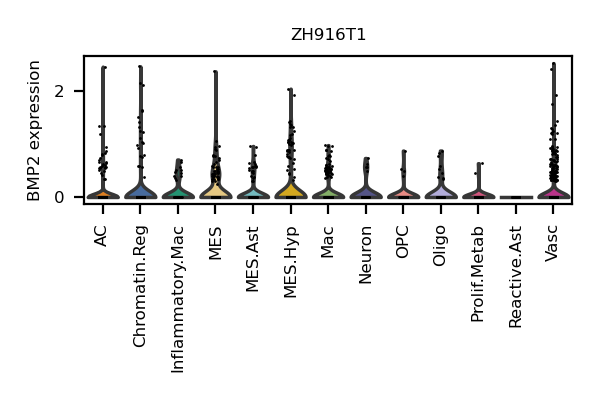 ZH916T1
BMP2 expression
2
0
AC
Chromatin.Reg
Inflammatory.Mac
MES
MES.Ast
MES.Hyp
Mac
Neuron
OPC
Oligo
Prolif.Metab
Reactive.Ast
Vasc